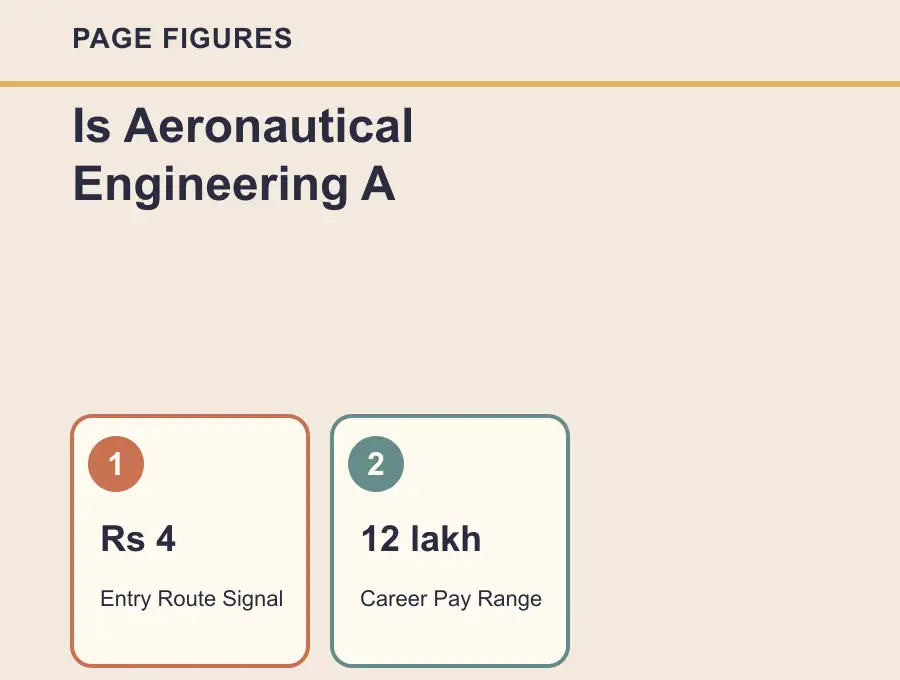 PAGE FIGURES
Is Aeronautical
Engineering A
1
Rs 4
Entry Route Signal
2
12 lakh
Career Pay Range